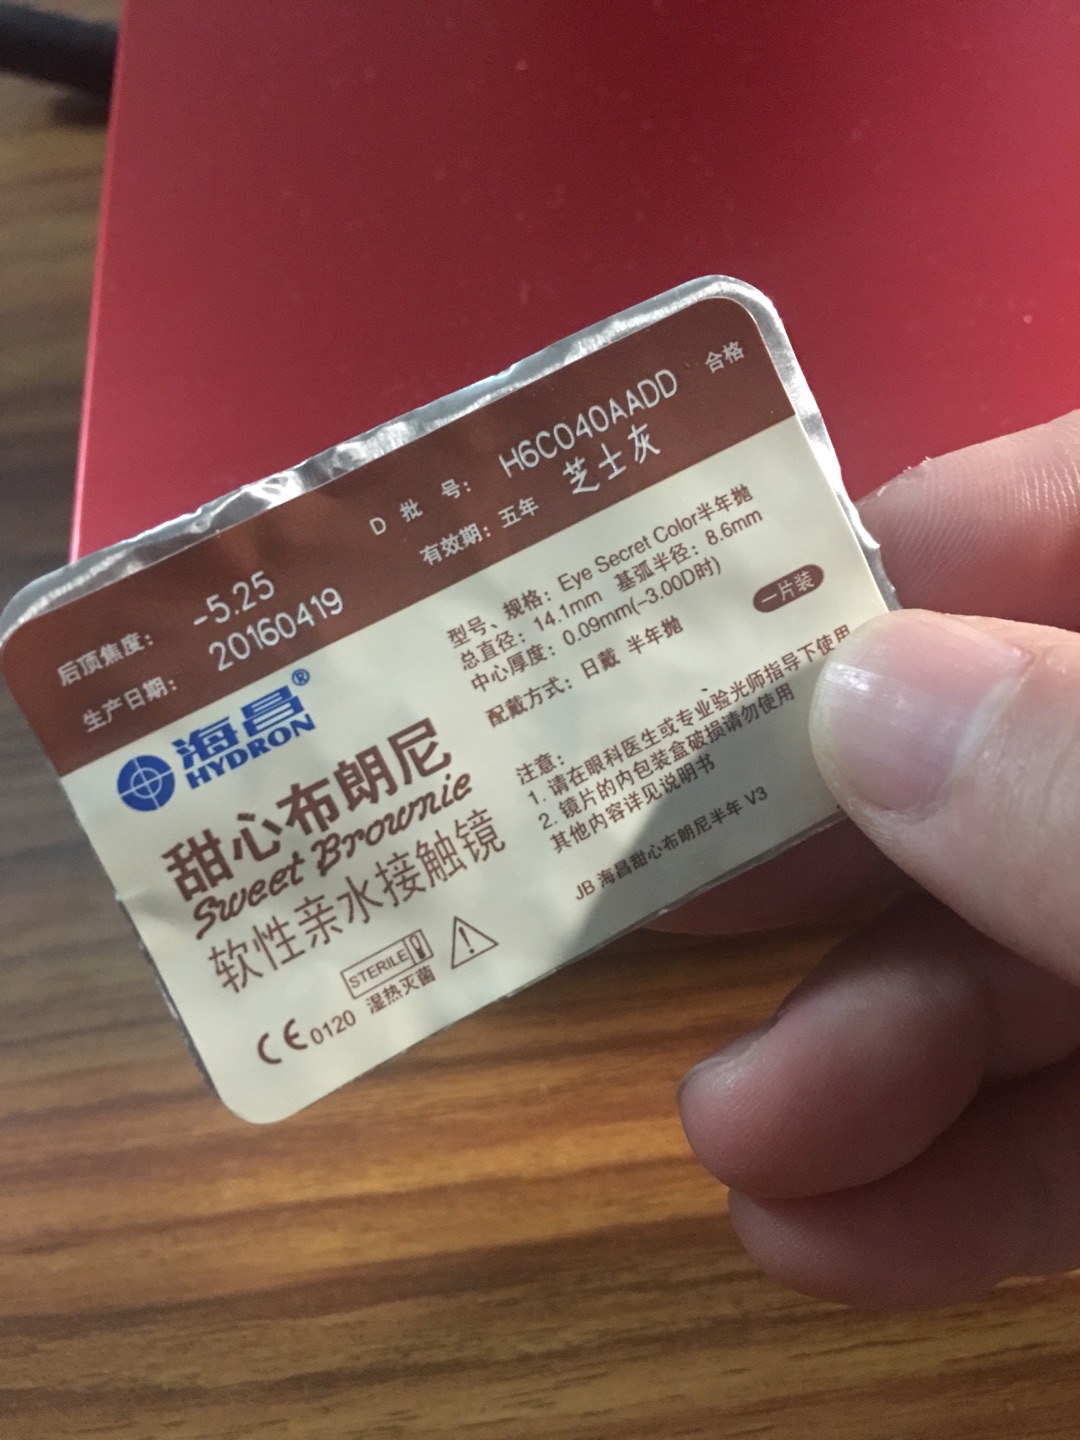 后顶焦度： -5.25 D 批 号： H6C040AADD 合格
生产日期： 20160419 有效期：五年 芝士灰
海昌®
HYDRON
甜心布朗尼
Sweet Brownie
软性亲水接触镜
STERILE
湿热灭菌
CE 0120
型号、规格：Eye Secret Color半年抛
总直径：14.1mm 基弧半径：8.6mm
中心厚度：0.09mm(-3.00D时)
配戴方式：日戴 半年抛
一片装
注意：
1. 请在眼科医生或专业验光师指导下使用
2. 镜片的内包装盒破损请勿使用
其他内容详见说明书
JB 海昌甜心布朗尼半年 V3